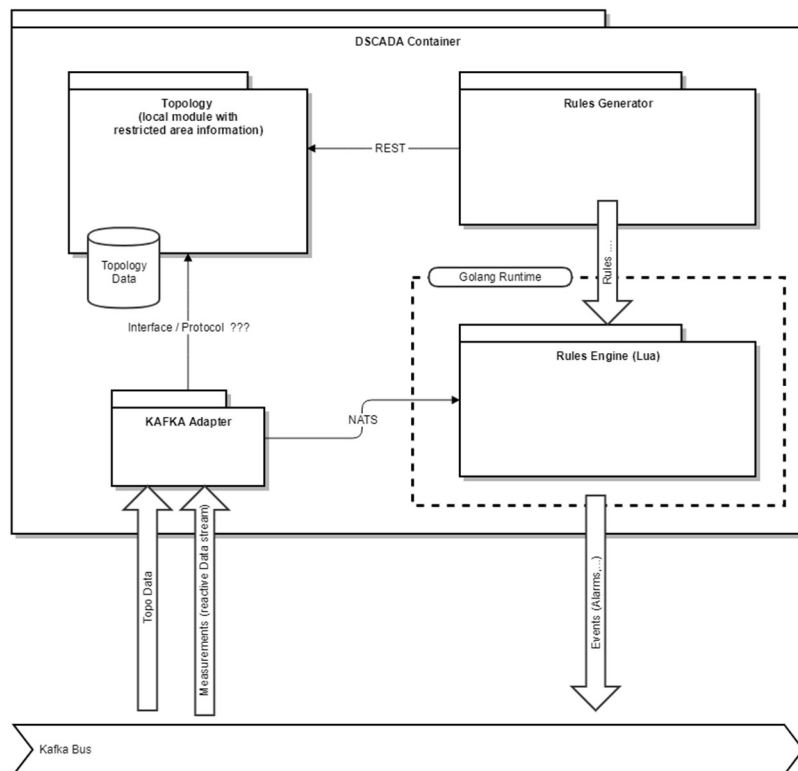 DSCADA Container
Topology
(local module with
restricted area information)
Rules Generator
REST
Topology
Data
Rules ....
Golang Runtime
Interface / Protocol ???
Rules Engine (Lua)
KAFKA Adapter
NATS
Topo Data
Measurements (reactive Data stream)
Events (Alarms,...)
Kafka Bus